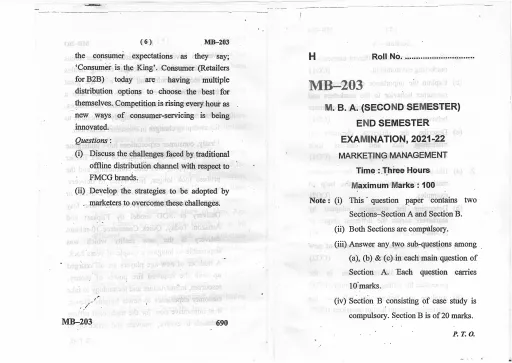 ( 6 ) MB–203
the consumer expectations as they say;
'Consumer is the King'. Consumer (Retailers
for B2B) today are having multiple
distribution options to choose the best for
themselves. Competition is rising every hour as
new ways of consumer-servicing is being
innovated.
Questions :
(i) Discuss the challenges faced by traditional
offline distribution channel with respect to
FMCG brands.
(ii) Develop the strategies to be adopted by
marketers to overcome these challenges.
MB–203 690
H Roll No. ..............................
MB–203
M. B. A. (SECOND SEMESTER)
END SEMESTER
EXAMINATION, 2021-22
MARKETING MANAGEMENT
Time : Three Hours
Maximum Marks : 100
Note : (i) This question paper contains two
Sections–Section A and Section B.
(ii) Both Sections are compulsory.
(iii) Answer any two sub-questions among
(a), (b) & (c) in each main question of
Section A. Each question carries
10 marks.
(iv) Section B consisting of case study is
compulsory. Section B is of 20 marks.
P. T. O.